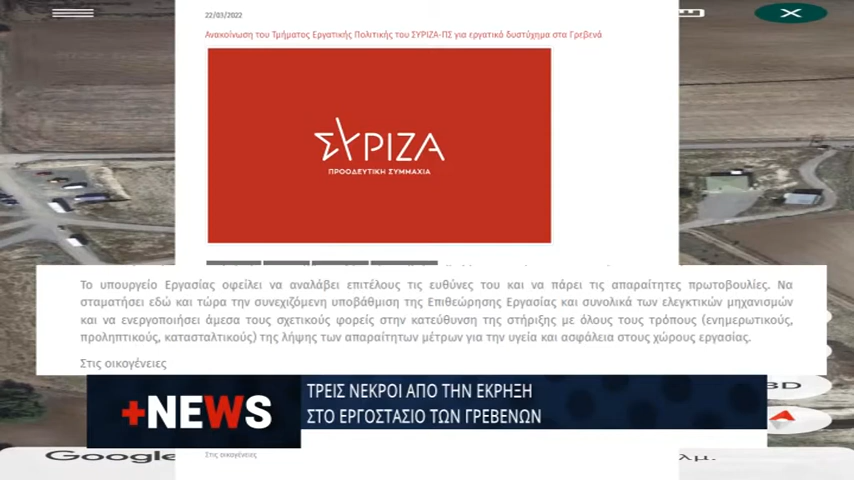 22/03/2022
Ανακοίνωση του Τμήματος Εργατικής Πολιτικής του ΣΥΡΙΖΑ-ΠΣ για εργατικό δυστύχημα στα Γρεβενά
ΣΥΡΙΖΑ
ΠΡΟΟΔΕΥΤΙΚΗ ΣΥΜΜΑΧΙΑ
Το υπουργείο Εργασίας οφείλει να αναλάβει επιτέλους τις ευθύνες του και να πάρει τις απαραίτητες πρωτοβουλίες. Να
σταματήσει εδώ και τώρα την συνεχιζόμενη υποβάθμιση της Επιθεώρησης Εργασίας και συνολικά των ελεγκτικών μηχανισμών
και να ενεργοποιήσει άμεσα τους σχετικούς φορείς στην κατεύθυνση της στήριξης με όλους τους τρόπους (ενημερωτικούς,
προληπτικούς, κατασταλτικούς) της λήψης των απαραίτητων μέτρων για την υγεία και ασφάλεια στους χώρους εργασίας.
Στις οικογένειες
3D
+NEWS
ΤΡΕΙΣ ΝΕΚΡΟΙ ΑΠΟ ΤΗΝ ΕΚΡΗΞΗ
ΣΤΟ ΕΡΓΟΣΤΑΣΙΟ ΤΩΝ ΓΡΕΒΕΝΩΝ
Google
Στις οικογένειες
λμ.